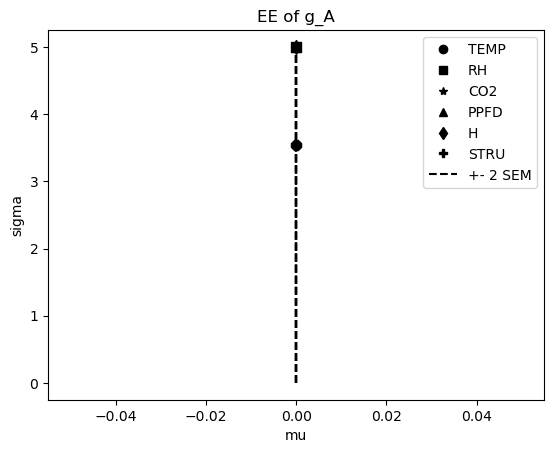 EE of g_A
TEMP
RH
CO2
PPFD
H
STRU
+- 2 SEM
5
4
3
2
1
0
sigma
−0.04
−0.02
0.00
0.02
0.04
mu